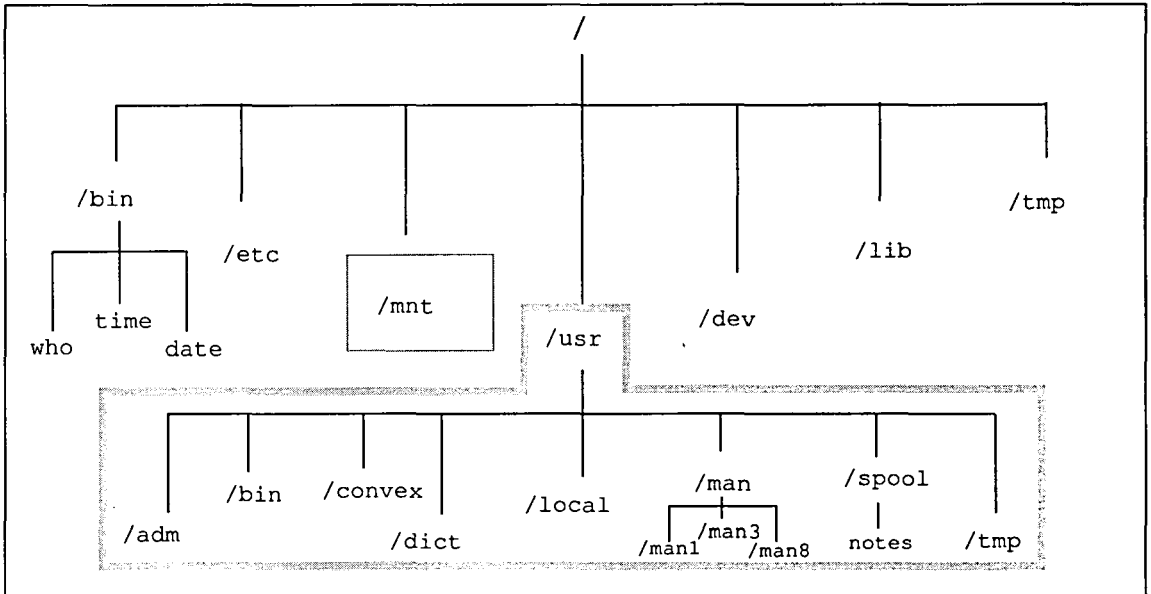 /
/bin
/etc
/mnt
/usr
/dev
/lib
/tmp
who
time
date
/adm
/bin
/convex
/dict
/local
/man
/man1
/man3
/man8
/spool
notes
/tmp